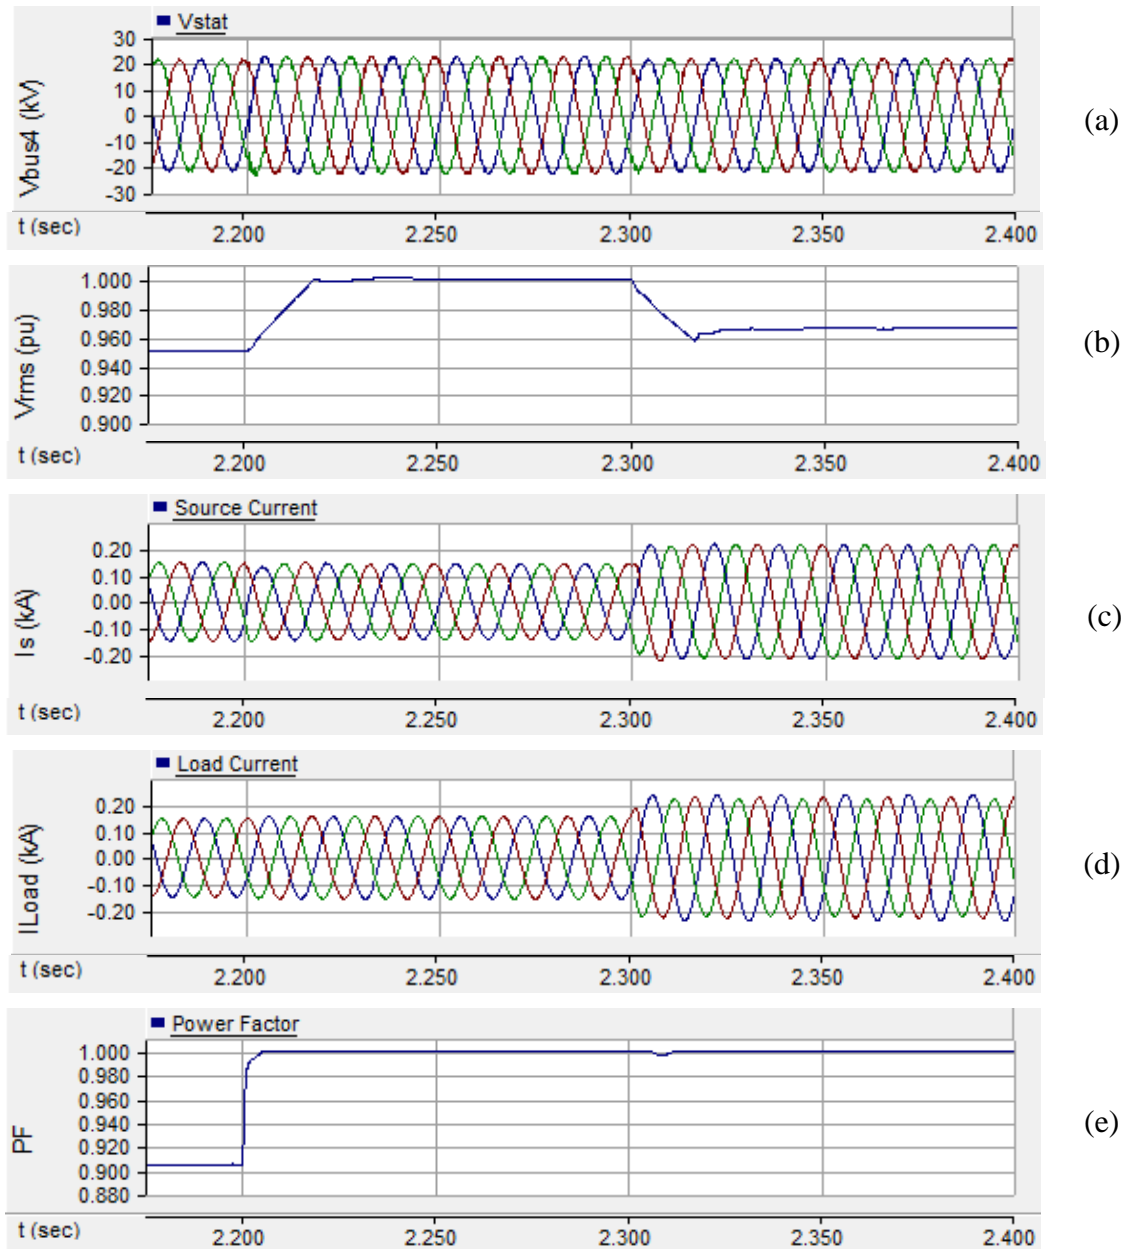 Vstat
Vbus4 (kV)
30
20
10
0
-10
-20
-30
(a)
t (sec)
2.200
2.250
2.300
2.350
2.400
Vrms (pu)
1.000
0.980
0.960
0.940
0.920
0.900
(b)
t (sec)
2.200
2.250
2.300
2.350
2.400
Source Current
Is (kA)
0.20
0.10
0.00
-0.10
-0.20
(c)
t (sec)
2.200
2.250
2.300
2.350
2.400
Load Current
ILoad (kA)
0.20
0.10
0.00
-0.10
-0.20
(d)
t (sec)
2.200
2.250
2.300
2.350
2.400
Power Factor
PF
1.000
0.980
0.960
0.940
0.920
0.900
0.880
(e)
t (sec)
2.200
2.250
2.300
2.350
2.400